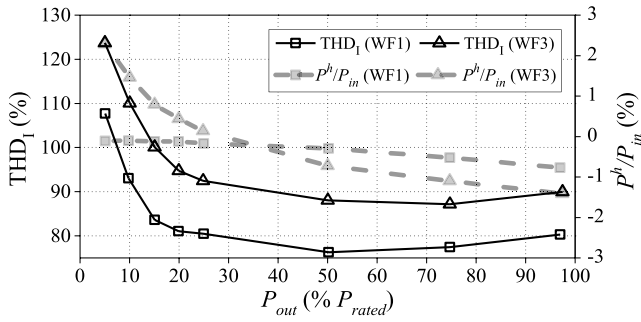 130
120
110
100
90
80
THD_I (%)
3
2
1
0
-1
-2
-3
P^h/P_in (%)
THD_I (WF1)
THD_I (WF3)
P^h/P_in (WF1)
P^h/P_in (WF3)
0 10 20 30 40 50 60 70 80 90 100
P_out (% P_rated)